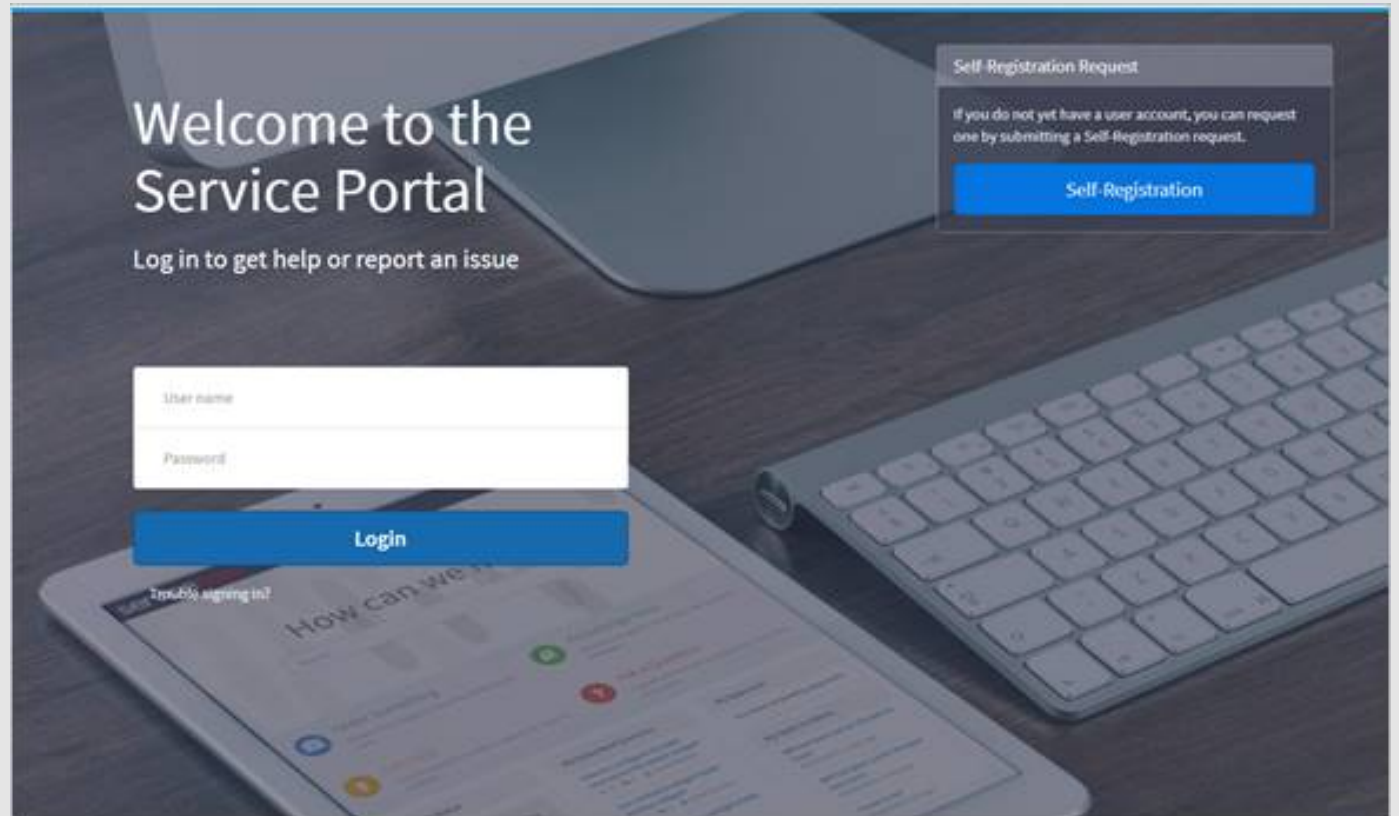 Welcome to the
Service Portal
Log in to get help or report an issue
User name
Password
Login
Trouble signing in?
Self-Registration Request
If you do not yet have a user account, you can request
one by submitting a Self-Registration request.
Self-Registration
How can we